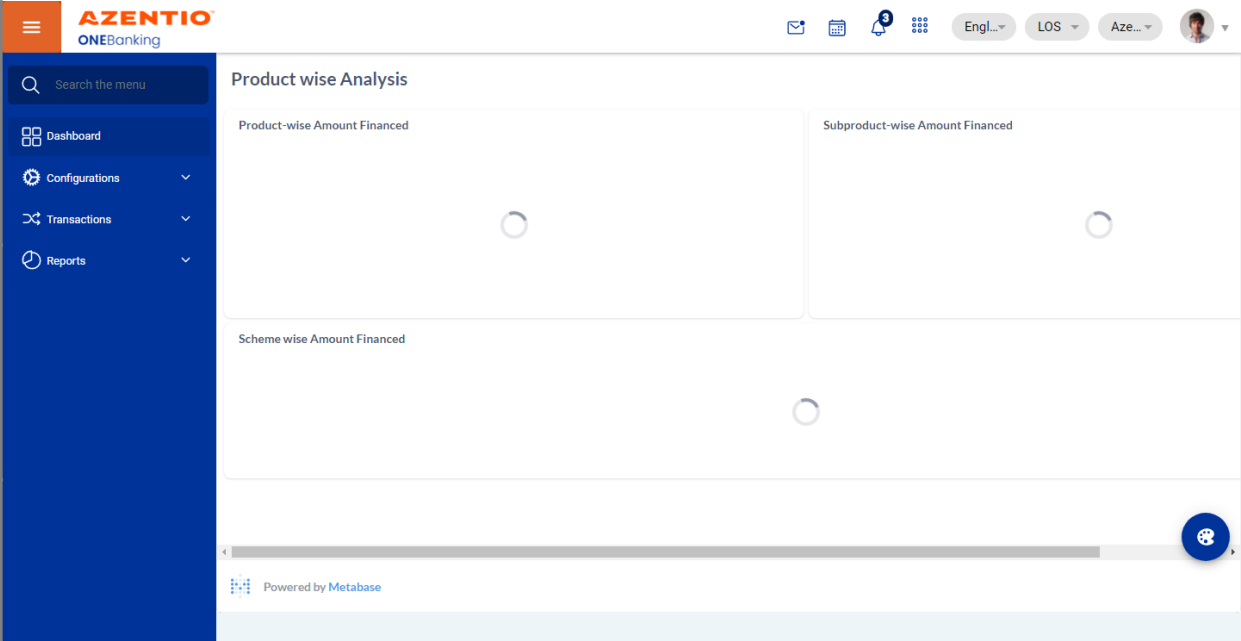 AZENTIO™
ONEBanking
3
Engl...
LOS
Aze...
Search the menu
Dashboard
Configurations
Transactions
Reports
Product wise Analysis
Product-wise Amount Financed
Subproduct-wise Amount Financed
Scheme wise Amount Financed
Powered by Metabase